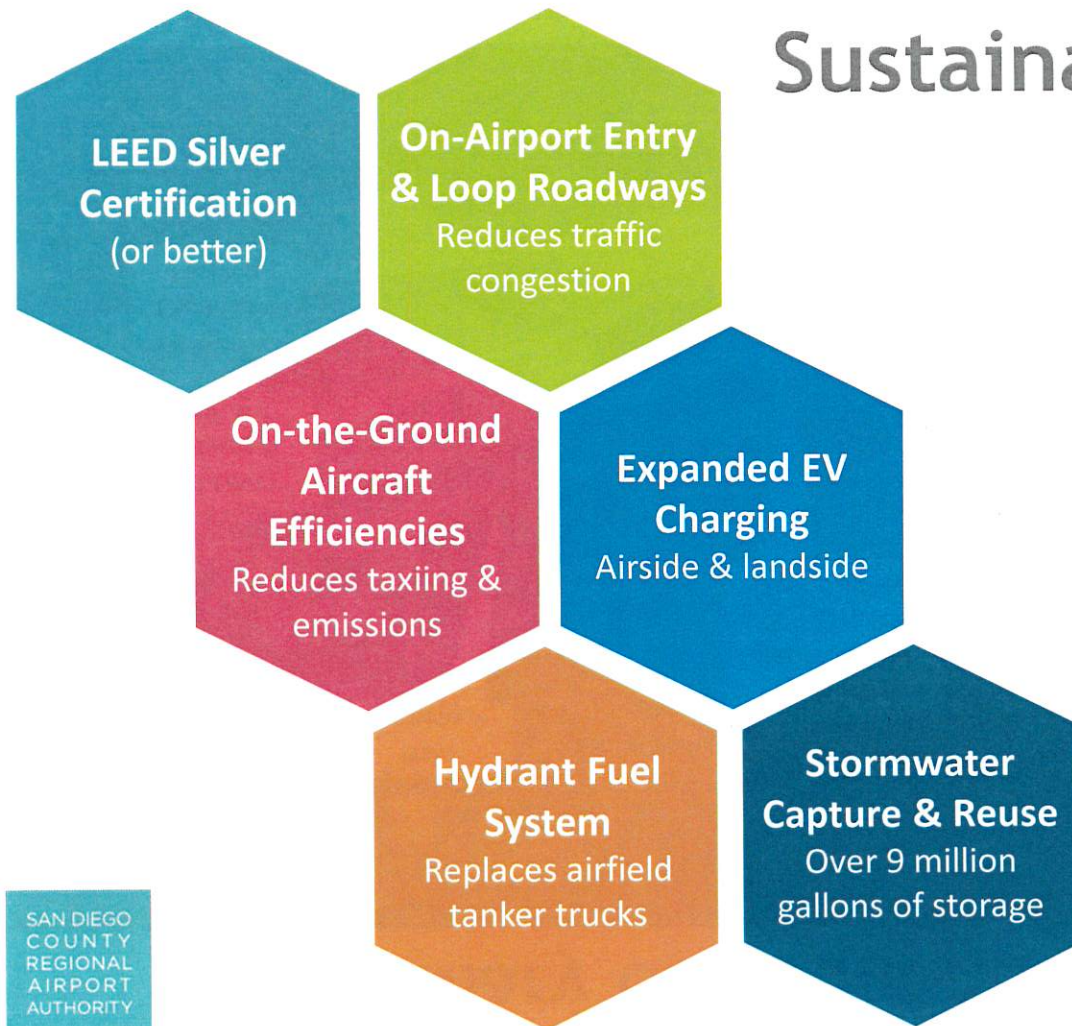 Sustaina
LEED Silver
Certification
(or better)
On-Airport Entry
& Loop Roadways
Reduces traffic
congestion
On-the-Ground
Aircraft
Efficiencies
Reduces taxiing &
emissions
Expanded EV
Charging
Airside & landside
Hydrant Fuel
System
Replaces airfield
tanker trucks
Stormwater
Capture & Reuse
Over 9 million
gallons of storage
SAN DIEGO
COUNTY
REGIONAL
AIRPORT
AUTHORITY